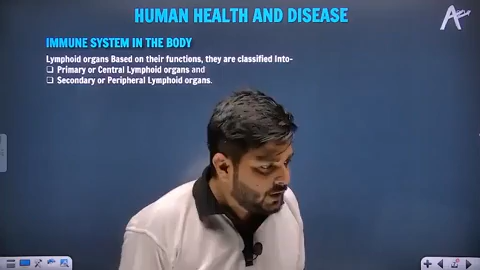 HUMAN HEALTH AND DISEASE
IMMUNE SYSTEM IN THE BODY
Lymphoid organs Based on their functions, they are classified Into-
❑ Primary or Central Lymphoid organs and
❑ Secondary or Peripheral Lymphoid organs.